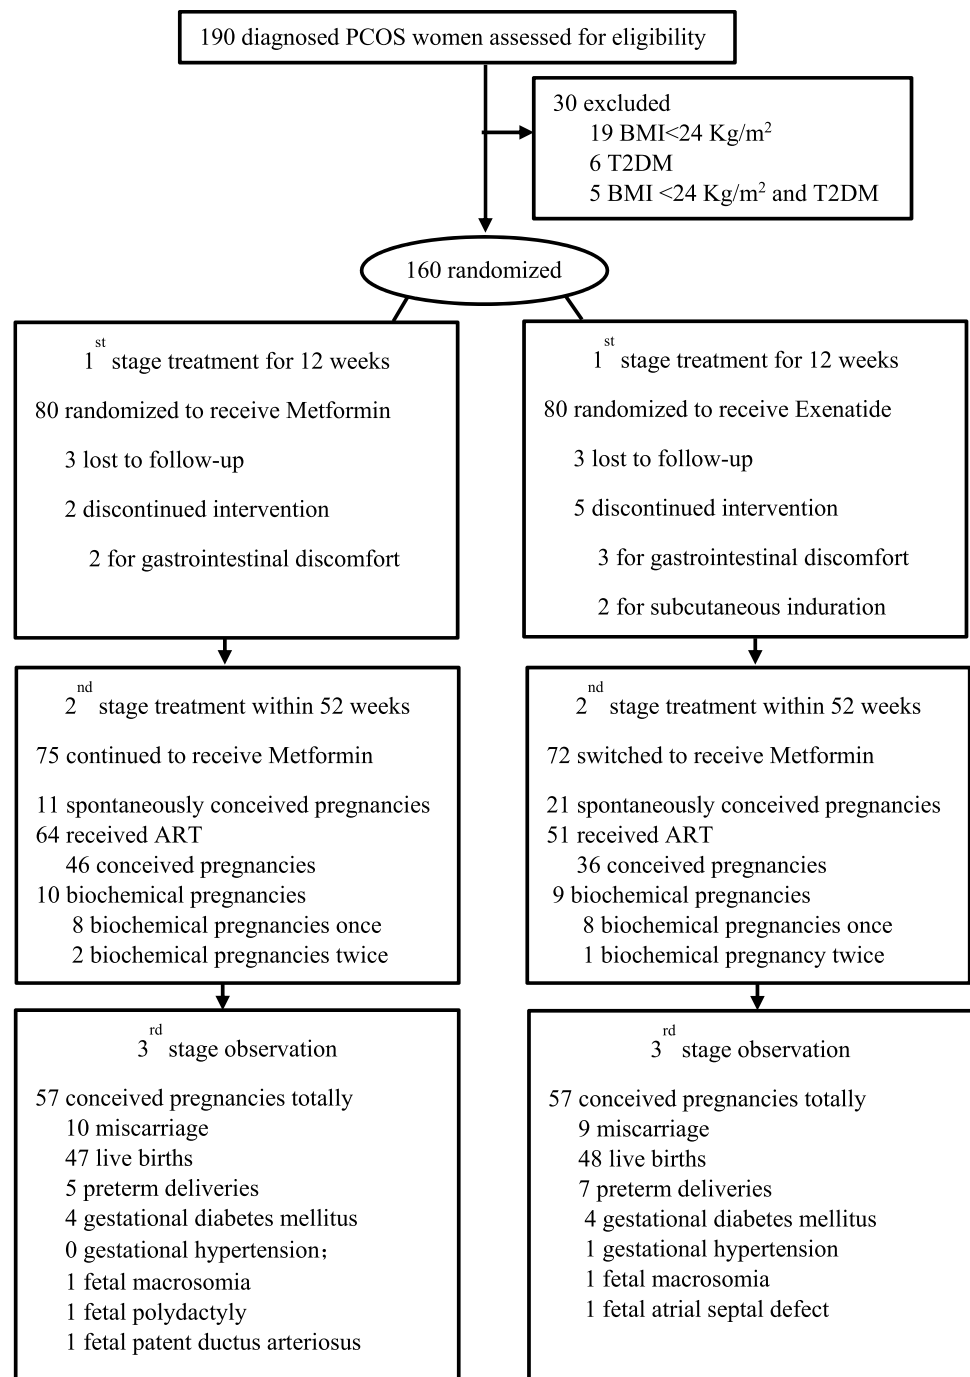 190 diagnosed PCOS women assessed for eligibility
30 excluded
19 BMI<24 Kg/m²
6 T2DM
5 BMI <24 Kg/m² and T2DM
160 randomized
1st stage treatment for 12 weeks
80 randomized to receive Metformin
3 lost to follow-up
2 discontinued intervention
2 for gastrointestinal discomfort
1st stage treatment for 12 weeks
80 randomized to receive Exenatide
3 lost to follow-up
5 discontinued intervention
3 for gastrointestinal discomfort
2 for subcutaneous induration
2nd stage treatment within 52 weeks
75 continued to receive Metformin
11 spontaneously conceived pregnancies
64 received ART
46 conceived pregnancies
10 biochemical pregnancies
8 biochemical pregnancies once
2 biochemical pregnancies twice
2nd stage treatment within 52 weeks
72 switched to receive Metformin
21 spontaneously conceived pregnancies
51 received ART
36 conceived pregnancies
9 biochemical pregnancies
8 biochemical pregnancies once
1 biochemical pregnancy twice
3rd stage observation
57 conceived pregnancies totally
10 miscarriage
47 live births
5 preterm deliveries
4 gestational diabetes mellitus
0 gestational hypertension；
1 fetal macrosomia
1 fetal polydactyly
1 fetal patent ductus arteriosus
3rd stage observation
57 conceived pregnancies totally
9 miscarriage
48 live births
7 preterm deliveries
4 gestational diabetes mellitus
1 gestational hypertension
1 fetal macrosomia
1 fetal atrial septal defect